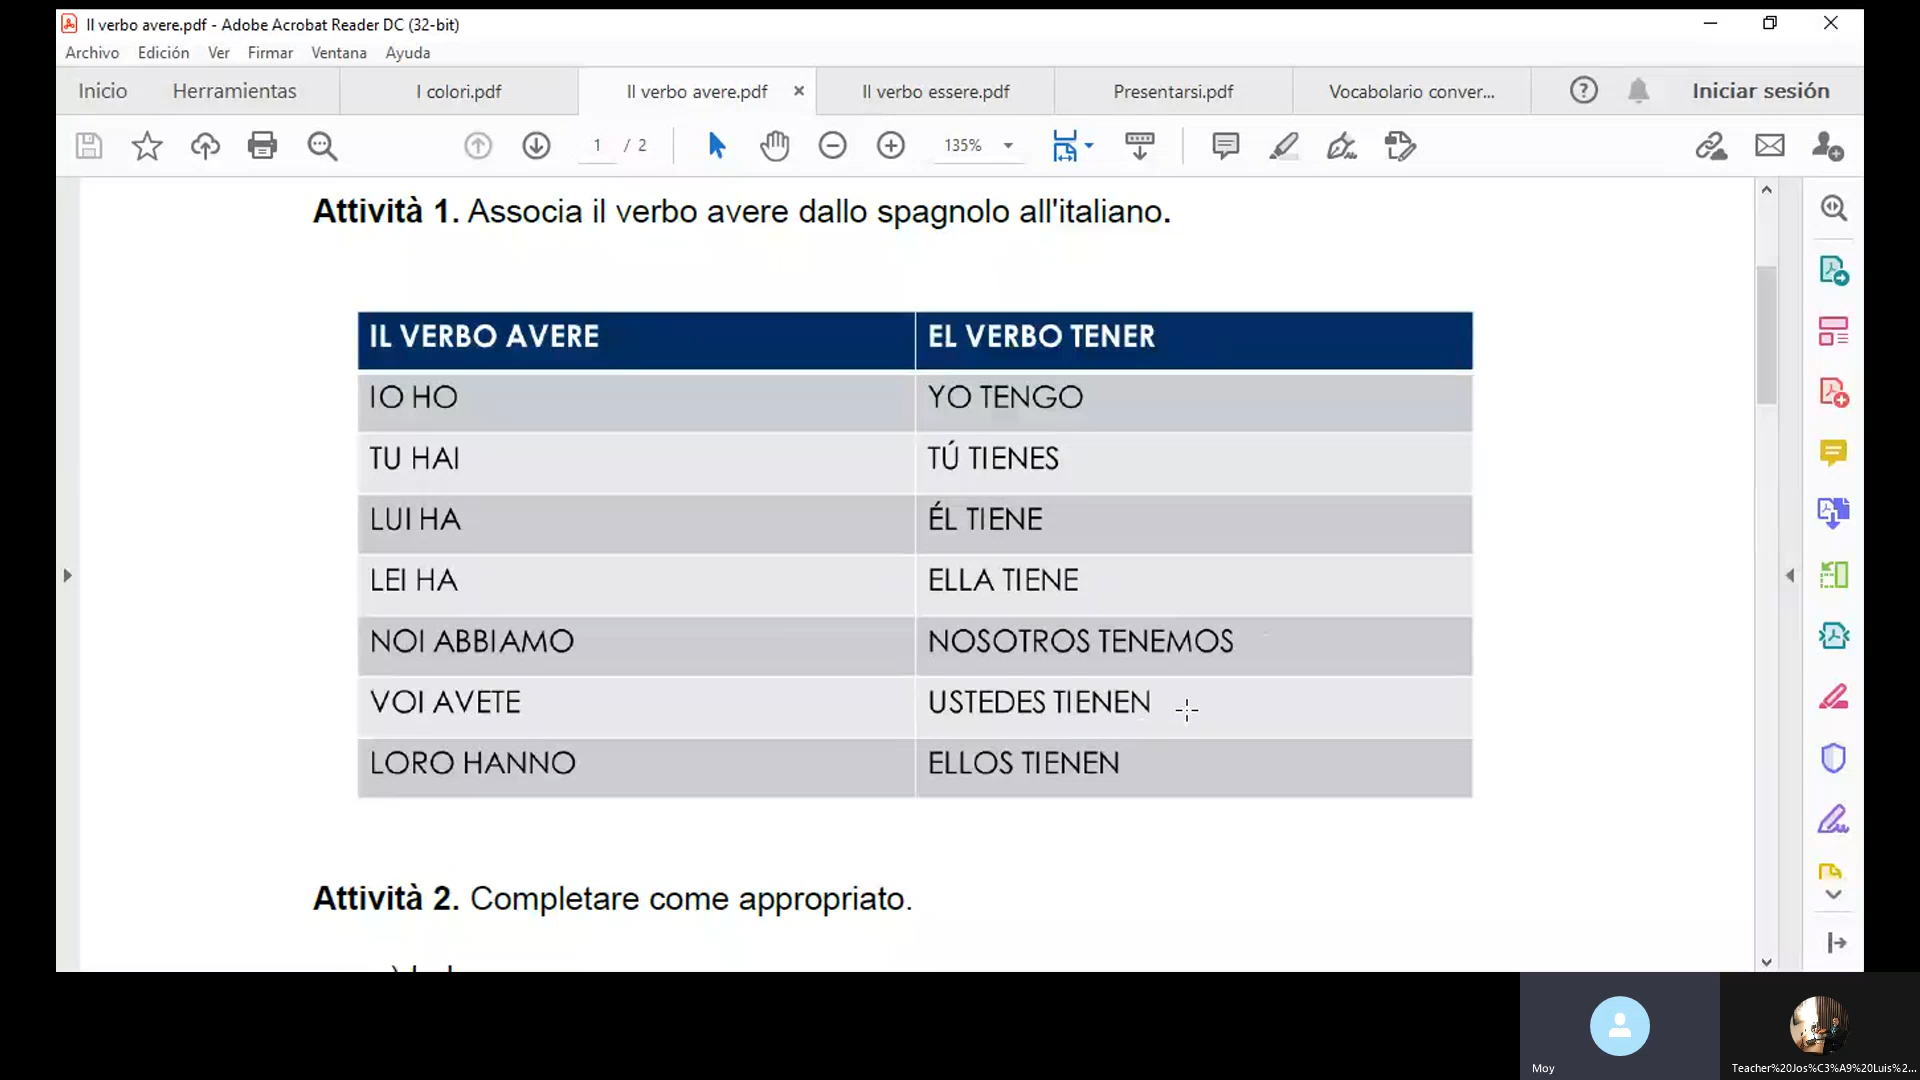 Il verbo avere.pdf - Adobe Acrobat Reader DC (32-bit)
Archivo Edición Ver Firmar Ventana Ayuda
Inicio Herramientas I colori.pdf Il verbo avere.pdf × Il verbo essere.pdf Presentarsi.pdf Vocabolario conver... Iniciar sesión
1 / 2 135%
Attività 1. Associa il verbo avere dallo spagnolo all'italiano.
IL VERBO AVERE EL VERBO TENER
IO HO YO TENGO
TU HAI TÚ TIENES
LUI HA ÉL TIENE
LEI HA ELLA TIENE
NOI ABBIAMO NOSOTROS TENEMOS
VOI AVETE USTEDES TIENEN
LORO HANNO ELLOS TIENEN
Attività 2. Completare come appropriato.
Moy
Teacher%20Jos%C3%A9%20Luis%2...